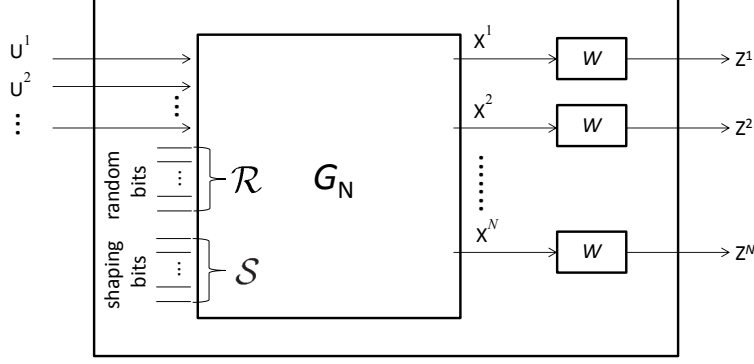 U¹
U²
⋮
random bits
ℛ
shaping bits
𝒮
G_N
X¹ W Z¹
X² W Z²
X^N W Z^N